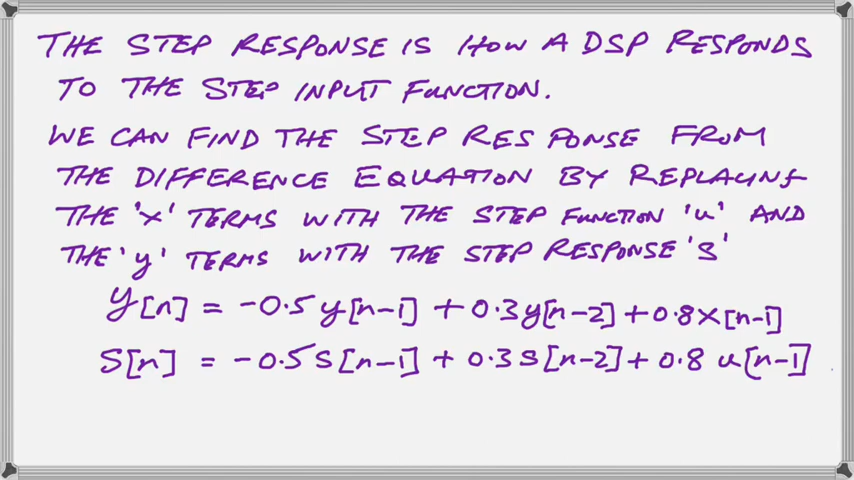 THE STEP RESPONSE IS HOW A DSP RESPONDS
TO THE STEP INPUT FUNCTION.
WE CAN FIND THE STEP RESPONSE FROM
THE DIFFERENCE EQUATION BY REPLACING
THE 'X' TERMS WITH THE STEP FUNCTION 'u' AND
THE 'y' TERMS WITH THE STEP RESPONSE 'S'
y[n] = -0.5y[n-1] + 0.3y[n-2] + 0.8x[n-1]
S[n] = -0.5S[n-1] + 0.3S[n-2] + 0.8u[n-1]